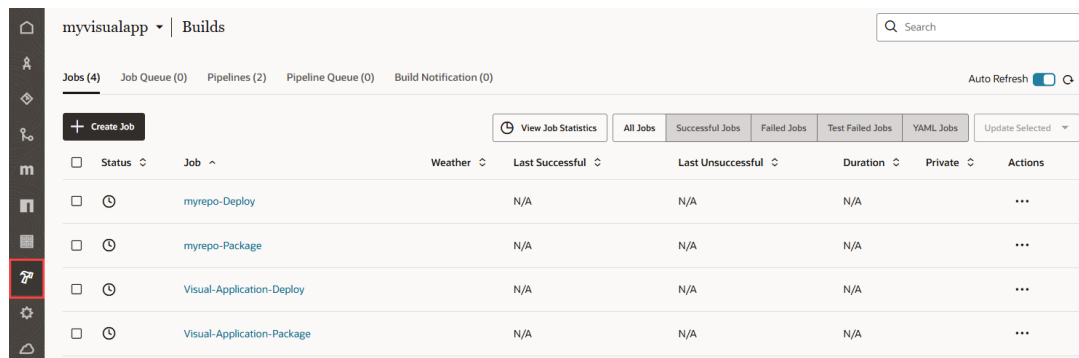 myvisualapp Builds
Search
Jobs (4) Job Queue (0) Pipelines (2) Pipeline Queue (0) Build Notification (0) Auto Refresh
Create Job View Job Statistics All Jobs Successful Jobs Failed Jobs Test Failed Jobs YAML Jobs Update Selected
Status Job Weather Last Successful Last Unsuccessful Duration Private Actions
myrepo-Deploy N/A N/A N/A
m
myrepo-Package N/A N/A N/A
Visual-Application-Deploy N/A N/A N/A
Visual-Application-Package N/A N/A N/A